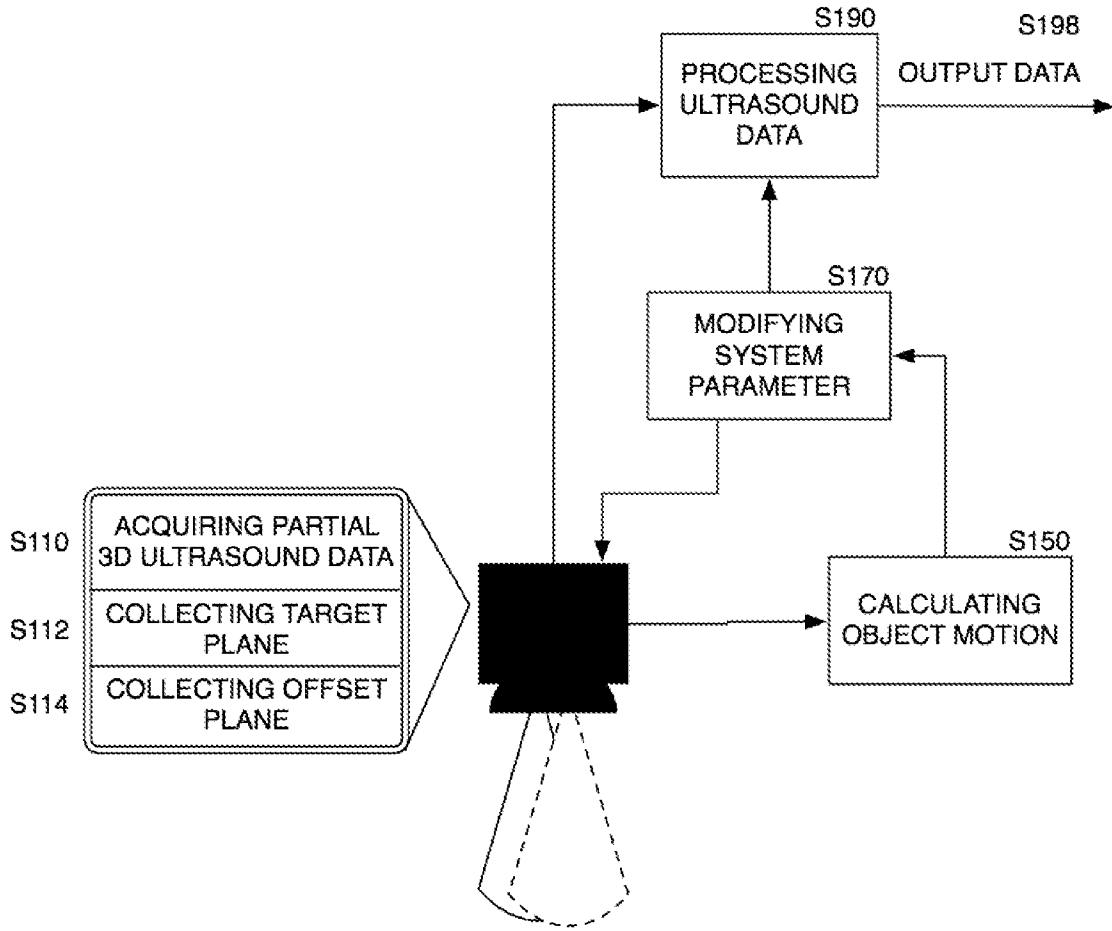 S190
S198
PROCESSING
ULTRASOUND
DATA
OUTPUT DATA
S170
MODIFYING
SYSTEM
PARAMETER
S110
ACQUIRING PARTIAL
3D ULTRASOUND DATA
S112
COLLECTING TARGET
PLANE
S114
COLLECTING OFFSET
PLANE
S150
CALCULATING
OBJECT MOTION